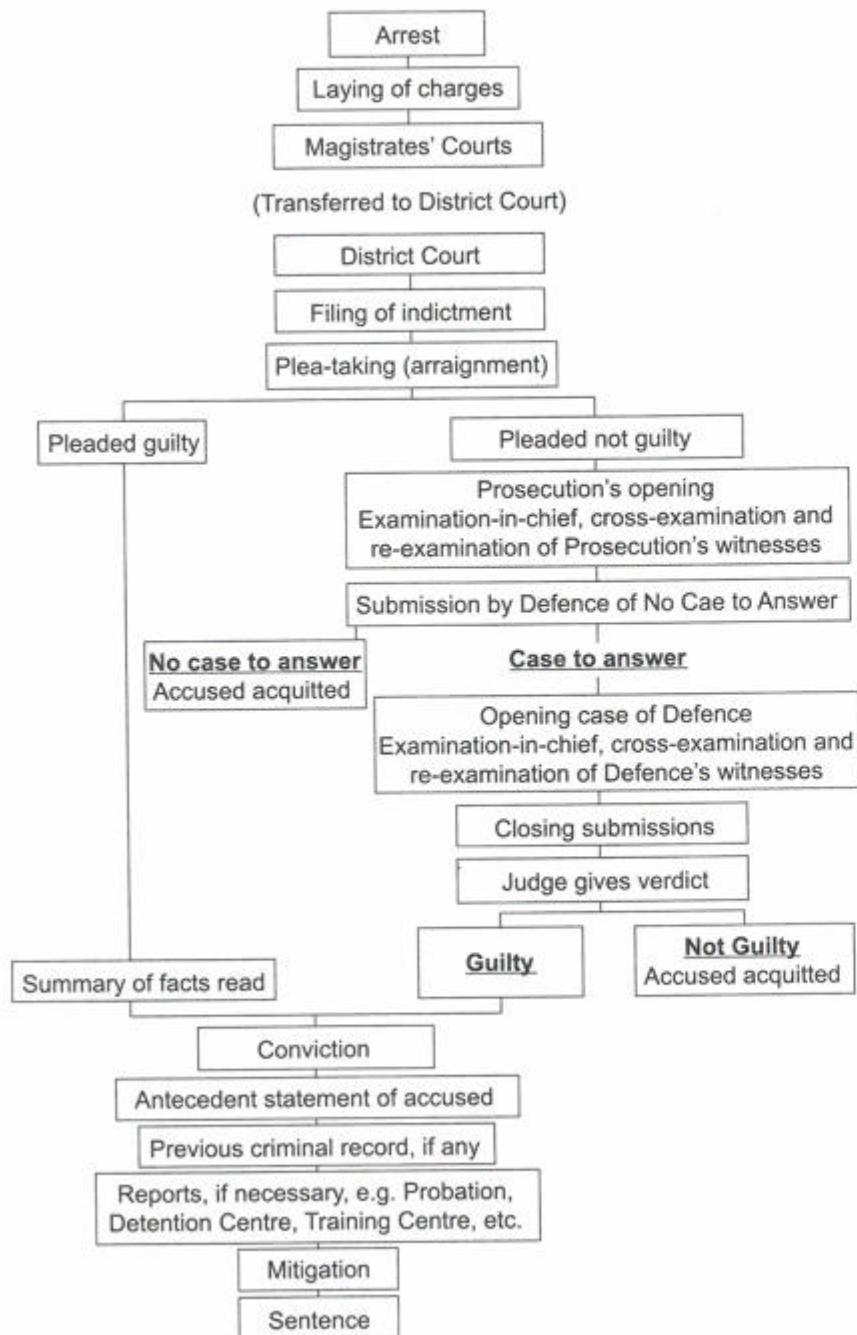 Arrest
Laying of charges
Magistrates' Courts
(Transferred to District Court)
District Court
Filing of indictment
Plea-taking (arraignment)
Pleaded guilty
Pleaded not guilty
Prosecution's opening
Examination-in-chief, cross-examination and
re-examination of Prosecution's witnesses
Submission by Defence of No Cae to Answer
No case to answer
Accused acquitted
Case to answer
Opening case of Defence
Examination-in-chief, cross-examination and
re-examination of Defence's witnesses
Closing submissions
Judge gives verdict
Guilty
Not Guilty
Accused acquitted
Summary of facts read
Conviction
Antecedent statement of accused
Previous criminal record, if any
Reports, if necessary, e.g. Probation,
Detention Centre, Training Centre, etc.
Mitigation
Sentence